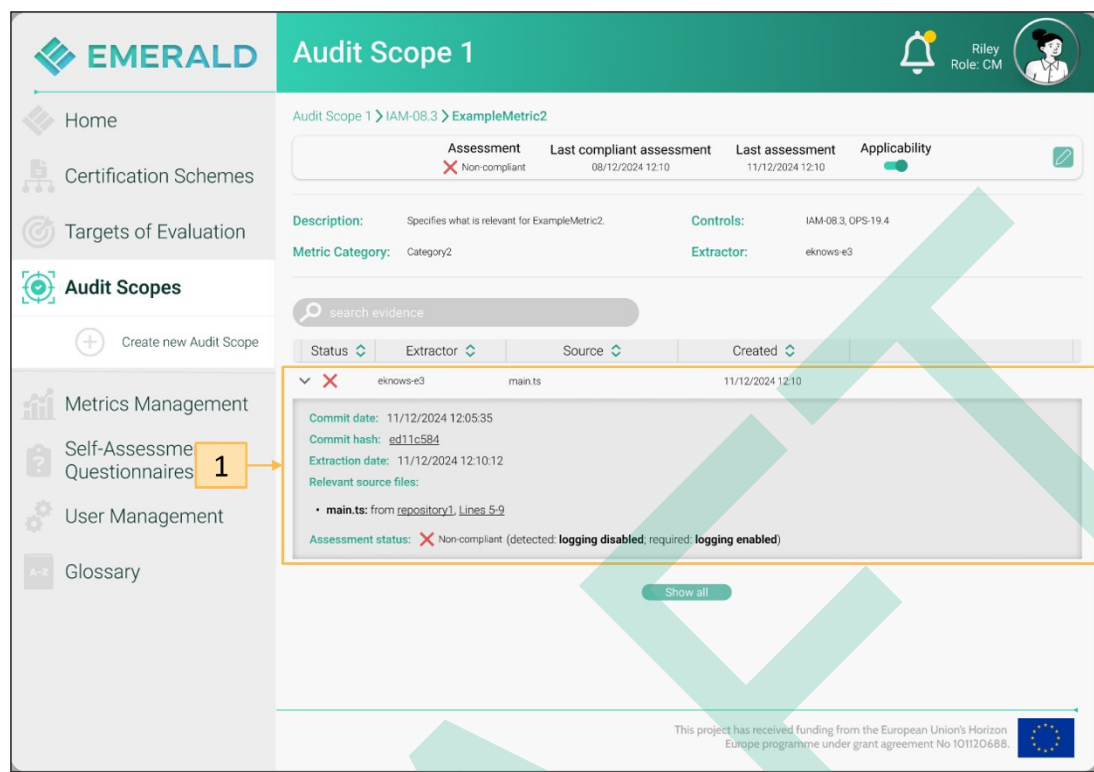 EMERALD
Audit Scope 1
Riley
Role: CM
Home
Certification Schemes
Targets of Evaluation
Audit Scopes
Create new Audit Scope
Metrics Management
Self-Assessme
Questionnaires
1
User Management
A-Z
Glossary
Audit Scope 1 > IAM-08.3 > ExampleMetric2
Assessment Last compliant assessment Last assessment Applicability
Non-compliant 08/12/2024 12:10 11/12/2024 12:10
Description: Specifies what is relevant for ExampleMetric2. Controls: IAM-08.3, OPS-19.4
Metric Category: Category2 Extractor: eknows-e3
search evidence
Status Extractor Source Created
eknows-e3 main.ts 11/12/2024 12:10
Commit date: 11/12/2024 12:05:35
Commit hash: ed11c584
Extraction date: 11/12/2024 12:10:12
Relevant source files:
• main.ts: from repository1, Lines 5-9
Assessment status: Non-compliant (detected: logging disabled; required: logging enabled)
Show all
This project has received funding from the European Union's Horizon
Europe programme under grant agreement No 101120688.